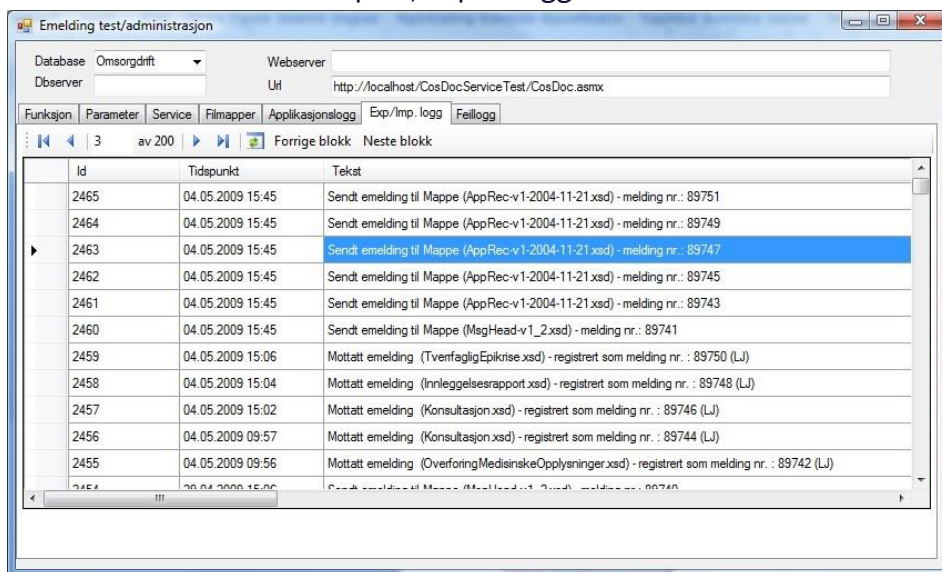 Emelding test/administrasjon
Database Omsorgdrift Webserver
Dbserver Url http://localhost/CosDocServiceTest/CosDoc.asmx
Funksjon Parameter Service Filmapper Applikasjonslogg Exp/Imp. logg Feillogg
3 av 200 Forrige blokk Neste blokk
Id Tidspunkt Tekst
2465 04.05.2009 15:45 Sendt emelding til Mappe (AppRec-v1-2004-11-21.xsd) - melding nr.: 89751
2464 04.05.2009 15:45 Sendt emelding til Mappe (AppRec-v1-2004-11-21.xsd) - melding nr.: 89749
2463 04.05.2009 15:45 Sendt emelding til Mappe (AppRec-v1-2004-11-21.xsd) - melding nr.: 89747
2462 04.05.2009 15:45 Sendt emelding til Mappe (AppRec-v1-2004-11-21.xsd) - melding nr.: 89745
2461 04.05.2009 15:45 Sendt emelding til Mappe (AppRec-v1-2004-11-21.xsd) - melding nr.: 89743
2460 04.05.2009 15:45 Sendt emelding til Mappe (MsgHead-v1_2.xsd) - melding nr.: 89741
2459 04.05.2009 15:06 Mottatt emelding (TverrfagligEpikrise.xsd) - registrert som melding nr. : 89750 (LJ)
2458 04.05.2009 15:04 Mottatt emelding (Innleggelsesrapport.xsd) - registrert som melding nr. : 89748 (LJ)
2457 04.05.2009 15:02 Mottatt emelding (Konsultasjon.xsd) - registrert som melding nr. : 89746 (LJ)
2456 04.05.2009 09:57 Mottatt emelding (Konsultasjon.xsd) - registrert som melding nr. : 89744 (LJ)
2455 04.05.2009 09:56 Mottatt emelding (OverforingMedisinskeOpplysninger.xsd) - registrert som melding nr. : 89742 (LJ)